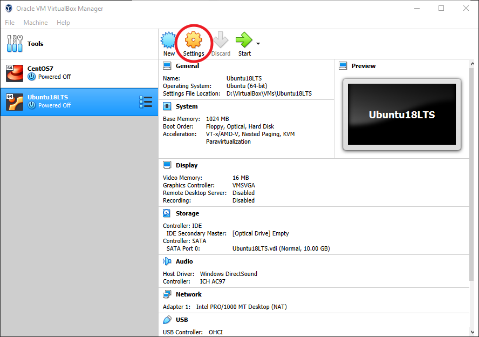 Oracle VM VirtualBox Manager
File Machine Help
Tools
New Settings Discard Start
64 CentOS7
Powered Off
64 Ubuntu18LTS
Powered Off
General
Name: Ubuntu18LTS
Operating System: Ubuntu (64-bit)
Settings File Location: D:\VirtualBox\VMs\Ubuntu18LTS
Preview
Ubuntu18LTS
System
Base Memory: 1024 MB
Boot Order: Floppy, Optical, Hard Disk
Acceleration: VT-x/AMD-V, Nested Paging, KVM
Paravirtualization
Display
Video Memory: 16 MB
Graphics Controller: VMSVGA
Remote Desktop Server: Disabled
Recording: Disabled
Storage
Controller: IDE
IDE Secondary Master: [Optical Drive] Empty
Controller: SATA
SATA Port 0: Ubuntu18LTS.vdi (Normal, 10.00 GB)
Audio
Host Driver: Windows DirectSound
Controller: ICH AC97
Network
Adapter 1: Intel PRO/1000 MT Desktop (NAT)
USB
USB Controller: OHCI